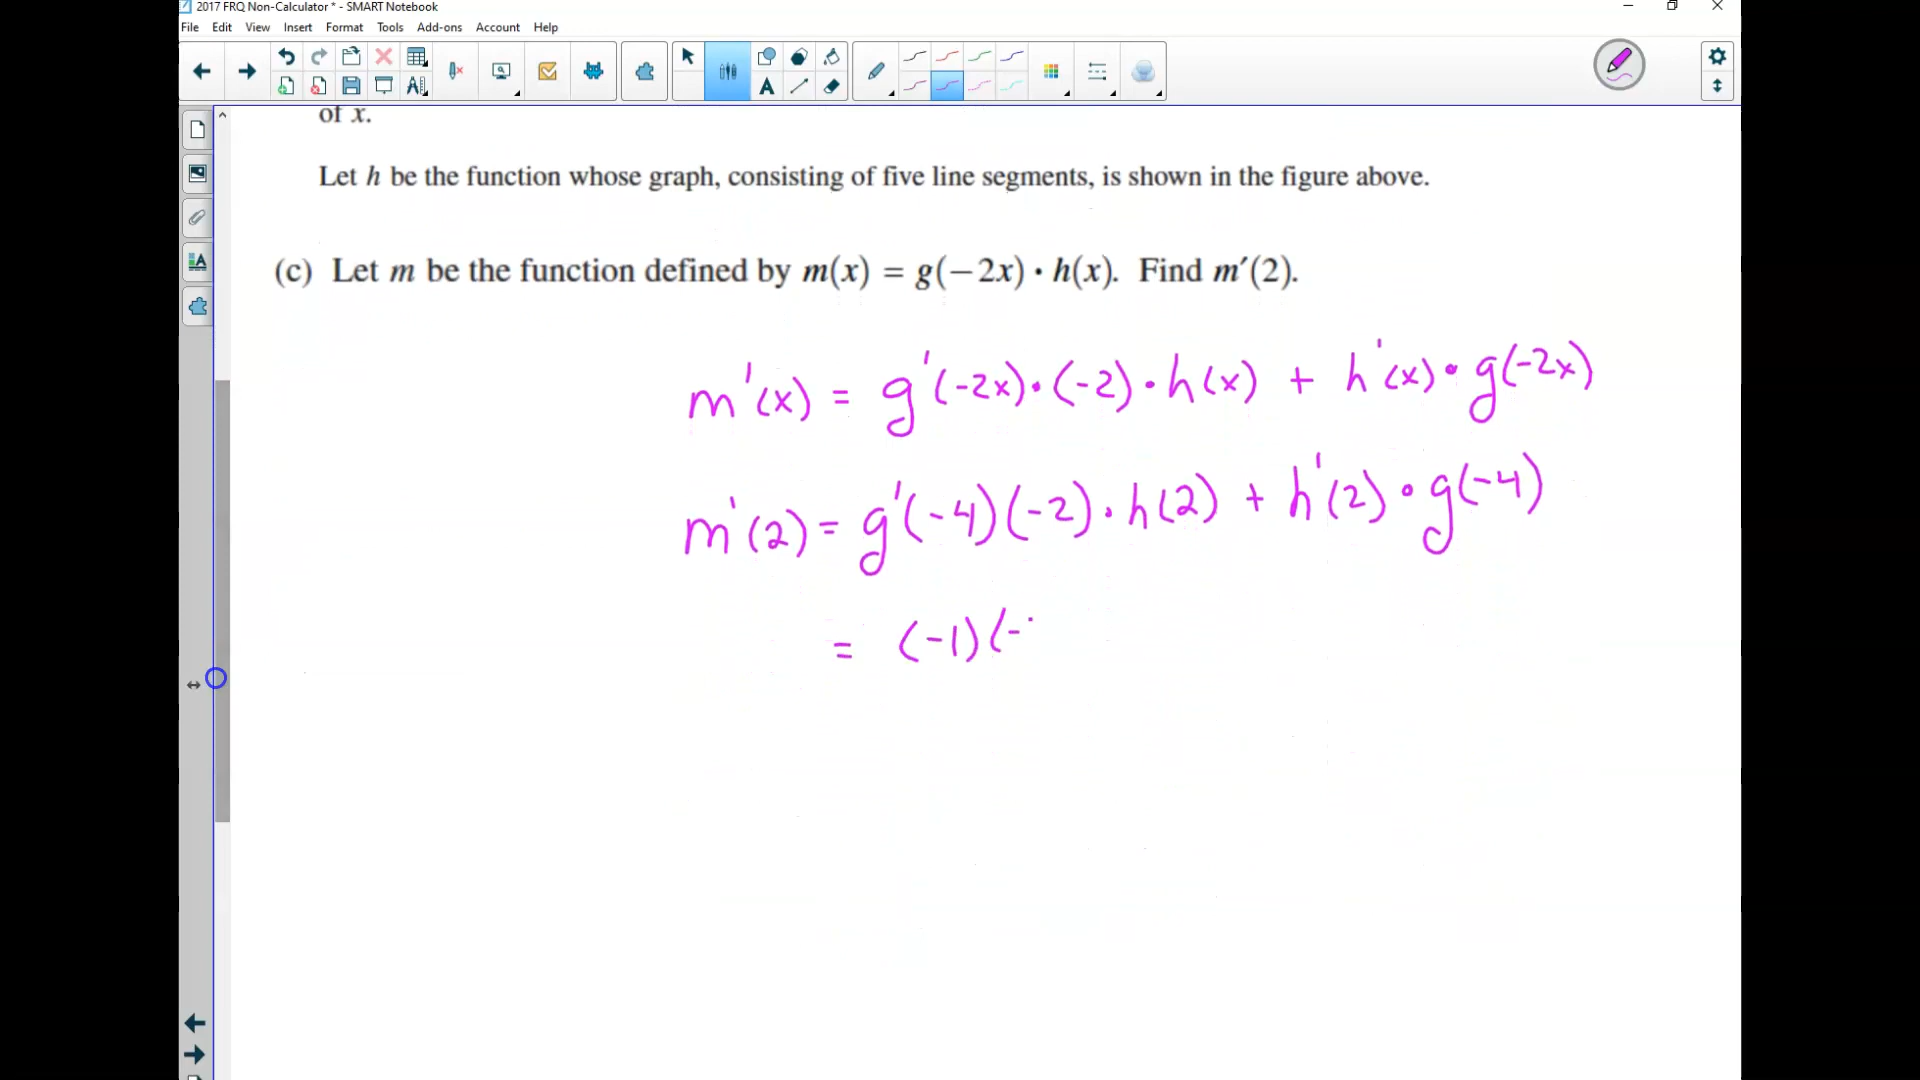 2017 FRQ Non-Calculator * - SMART Notebook
File Edit View Insert Format Tools Add-ons Account Help
of x.
Let h be the function whose graph, consisting of five line segments, is shown in the figure above.
(c) Let m be the function defined by m(x) = g(−2x) · h(x). Find m′(2).
m'(x) = g'(-2x)·(-2)·h(x) + h'(x)·g(-2x)
m'(2) = g'(-4)(-2)·h(2) + h'(2)·g(-4)
= (-1)(-